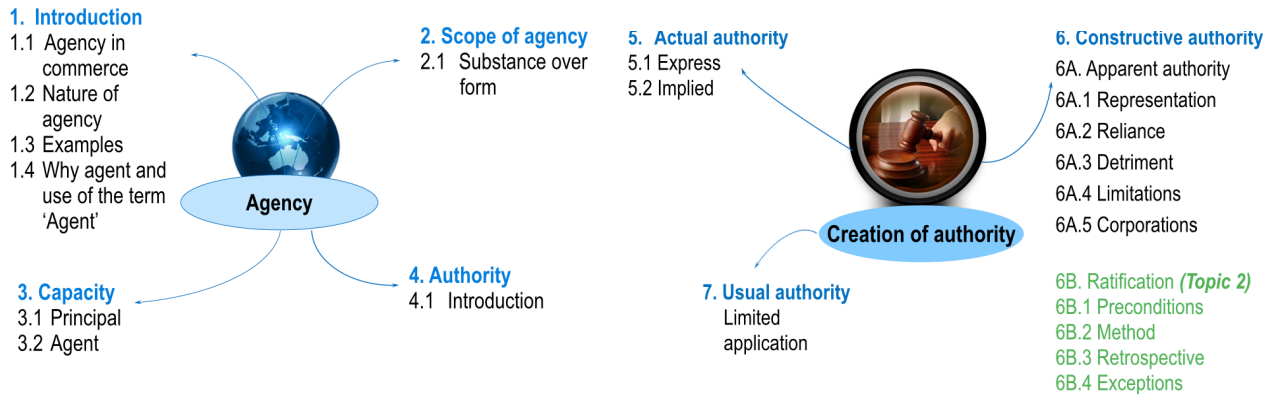 1. Introduction
1.1 Agency in
commerce
1.2 Nature of
agency
1.3 Examples
1.4 Why agent and
use of the term
‘Agent’
2. Scope of agency
2.1 Substance over
form
Agency
3. Capacity
3.1 Principal
3.2 Agent
4. Authority
4.1 Introduction
5. Actual authority
5.1 Express
5.2 Implied
6. Constructive authority
6A. Apparent authority
6A.1 Representation
6A.2 Reliance
6A.3 Detriment
6A.4 Limitations
6A.5 Corporations
Creation of authority
7. Usual authority
Limited
application
6B. Ratification (Topic 2)
6B.1 Preconditions
6B.2 Method
6B.3 Retrospective
6B.4 Exceptions